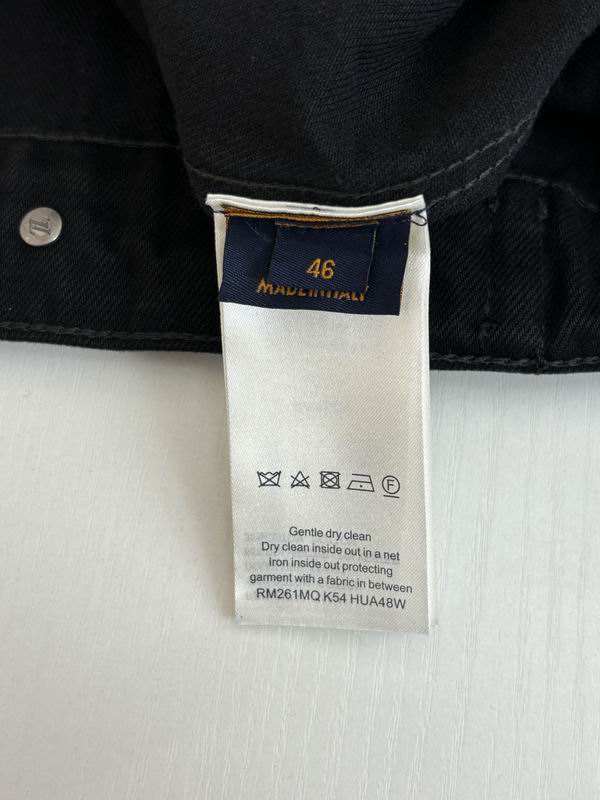 46
MADE IN ITALY
F
Gentle dry clean
Dry clean inside out in a net
Iron inside out protecting
garment with a fabric in between
RM261MQ K54 HUA48W